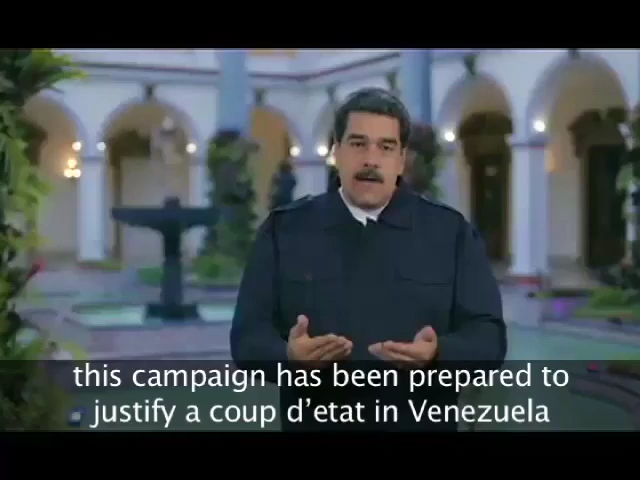 this campaign has been prepared to
justify a coup d'etat in Venezuela